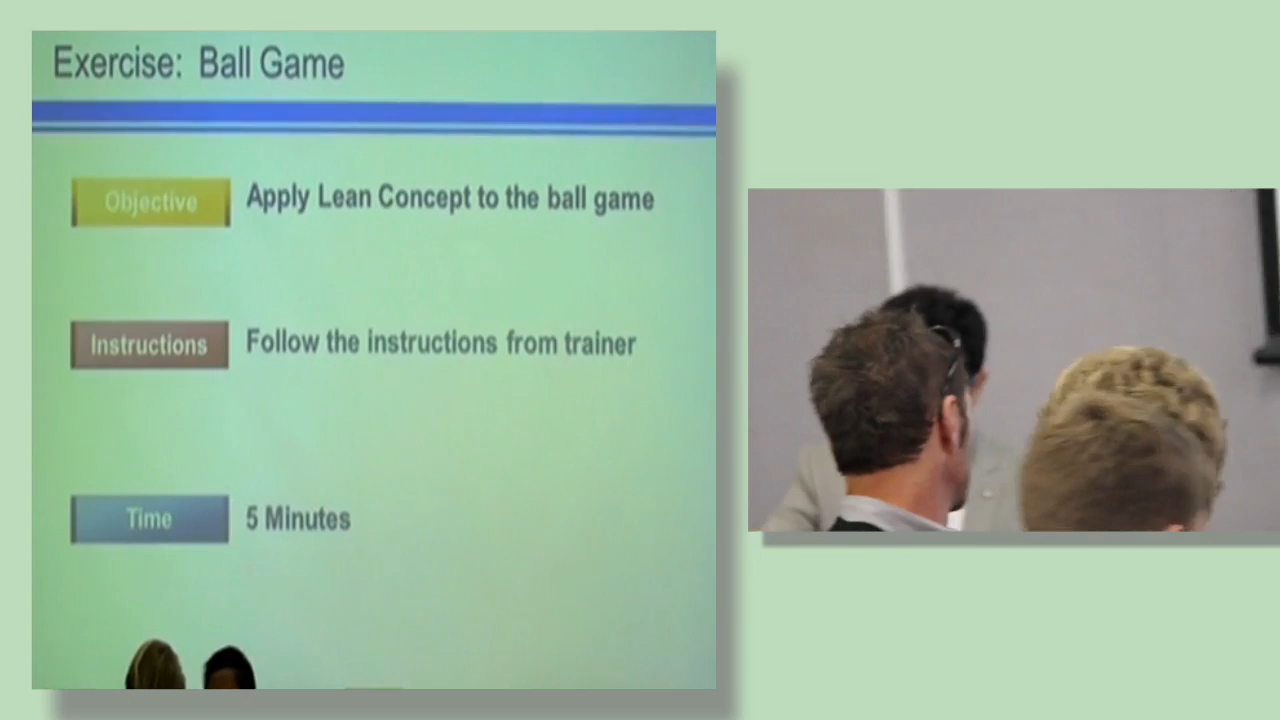 Exercise: Ball Game
Objective
Apply Lean Concept to the ball game
Instructions
Follow the instructions from trainer
Time
5 Minutes